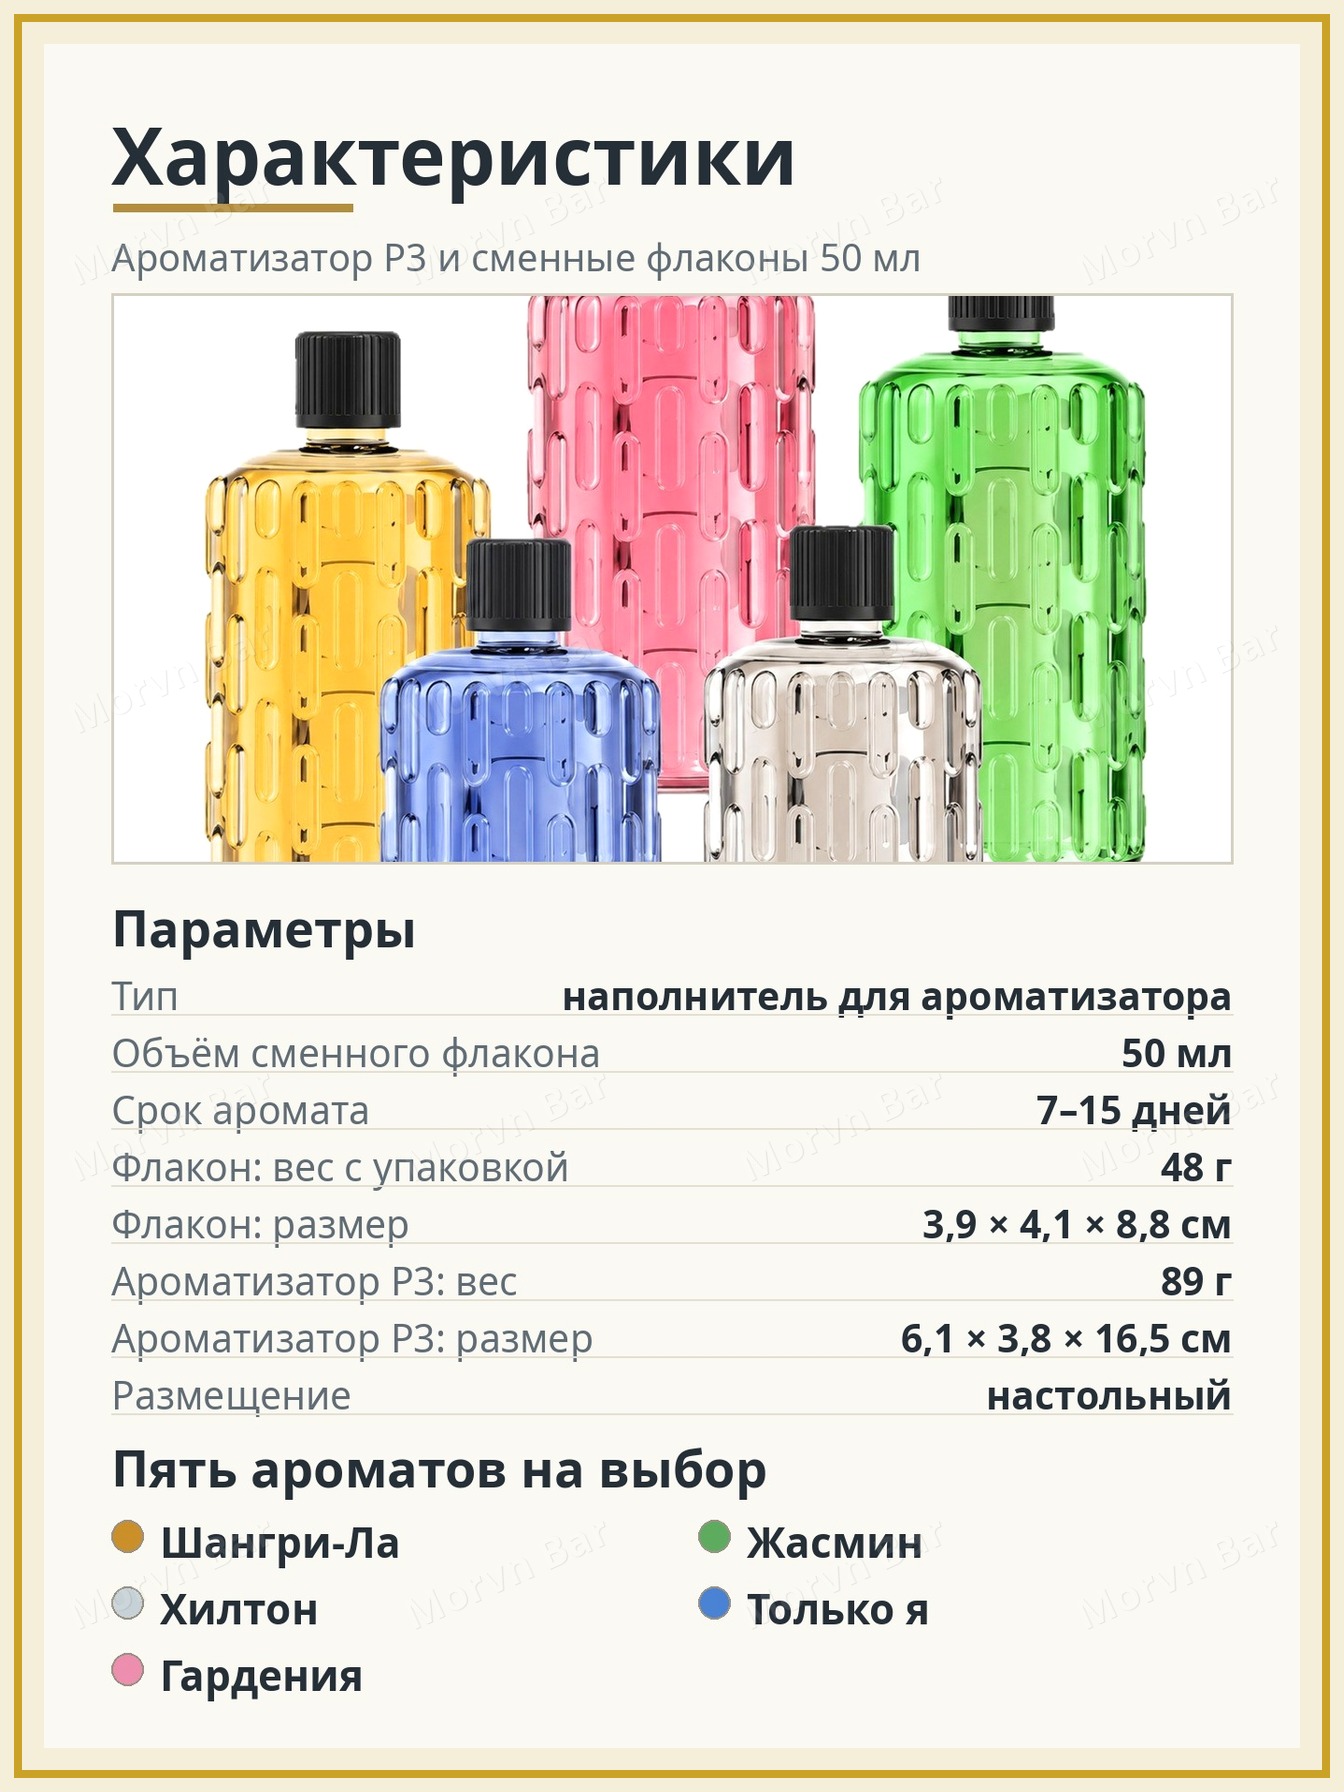 Характеристики
Ароматизатор P3 и сменные флаконы 50 мл
Параметры
Тип наполнитель для ароматизатора
Объём сменного флакона 50 мл
Срок аромата 7–15 дней
Флакон: вес с упаковкой 48 г
Флакон: размер 3,9 × 4,1 × 8,8 см
Ароматизатор P3: вес 89 г
Ароматизатор P3: размер 6,1 × 3,8 × 16,5 см
Размещение настольный
Пять ароматов на выбор
Шангри-Ла Жасмин
Хилтон Только я
Гардения
Morvn Bar